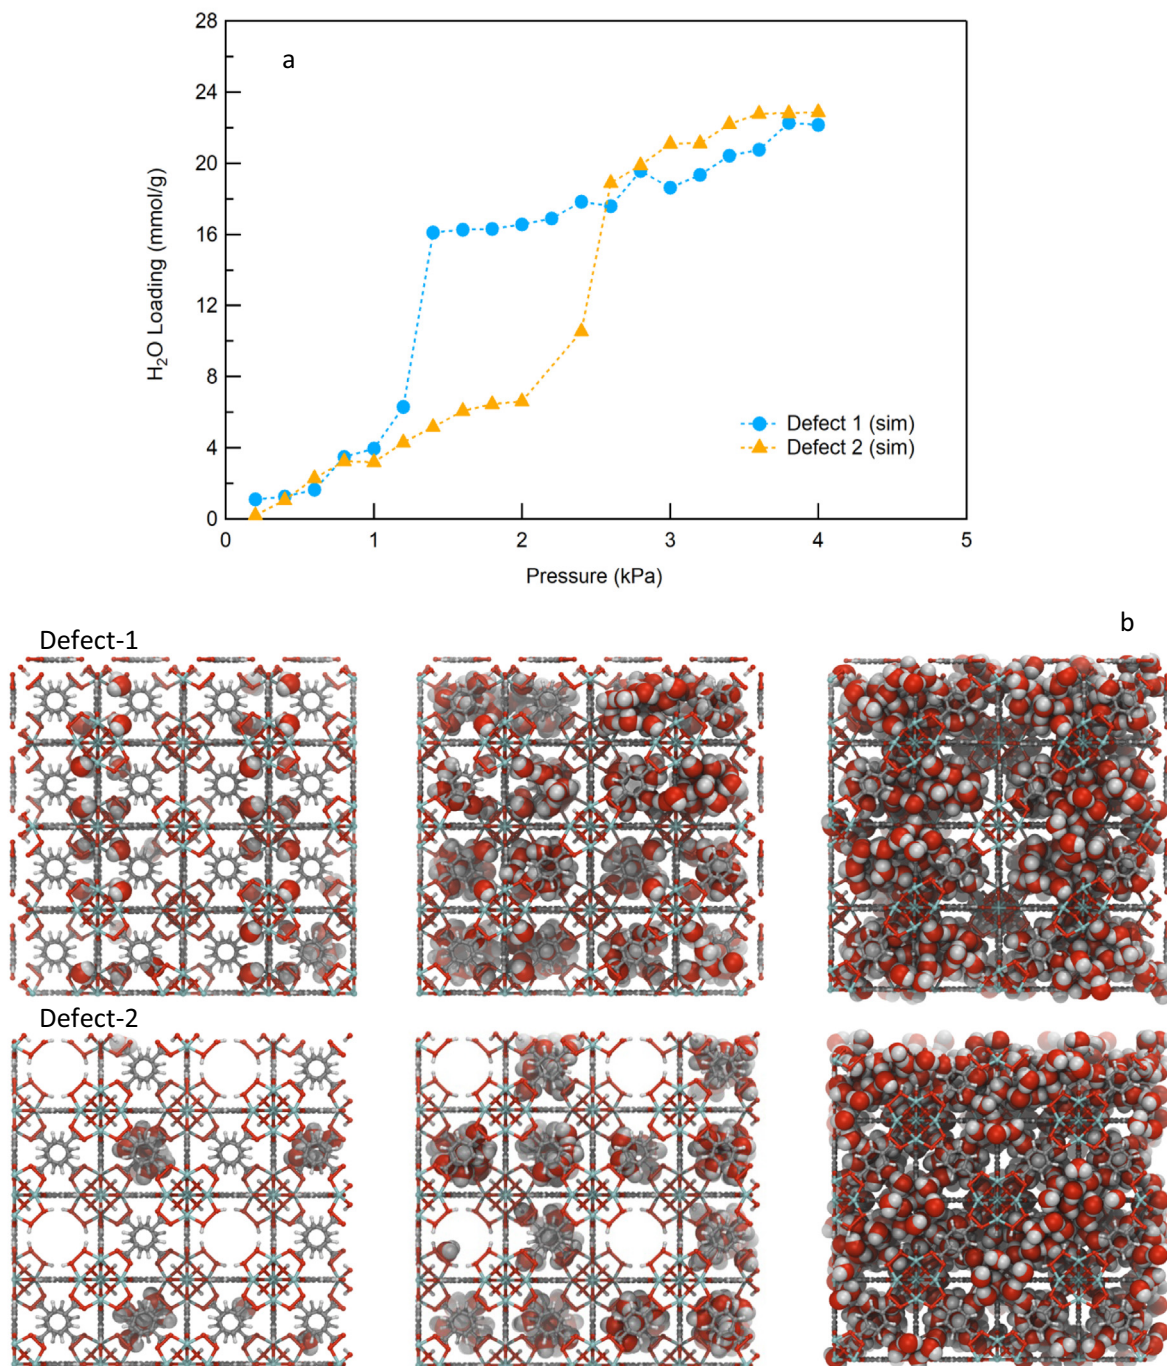 a
28
24
20
16
12
8
4
0
H₂O Loading (mmol/g)
Defect 1 (sim)
Defect 2 (sim)
0 1 2 3 4 5
Pressure (kPa)
b
Defect-1
Defect-2